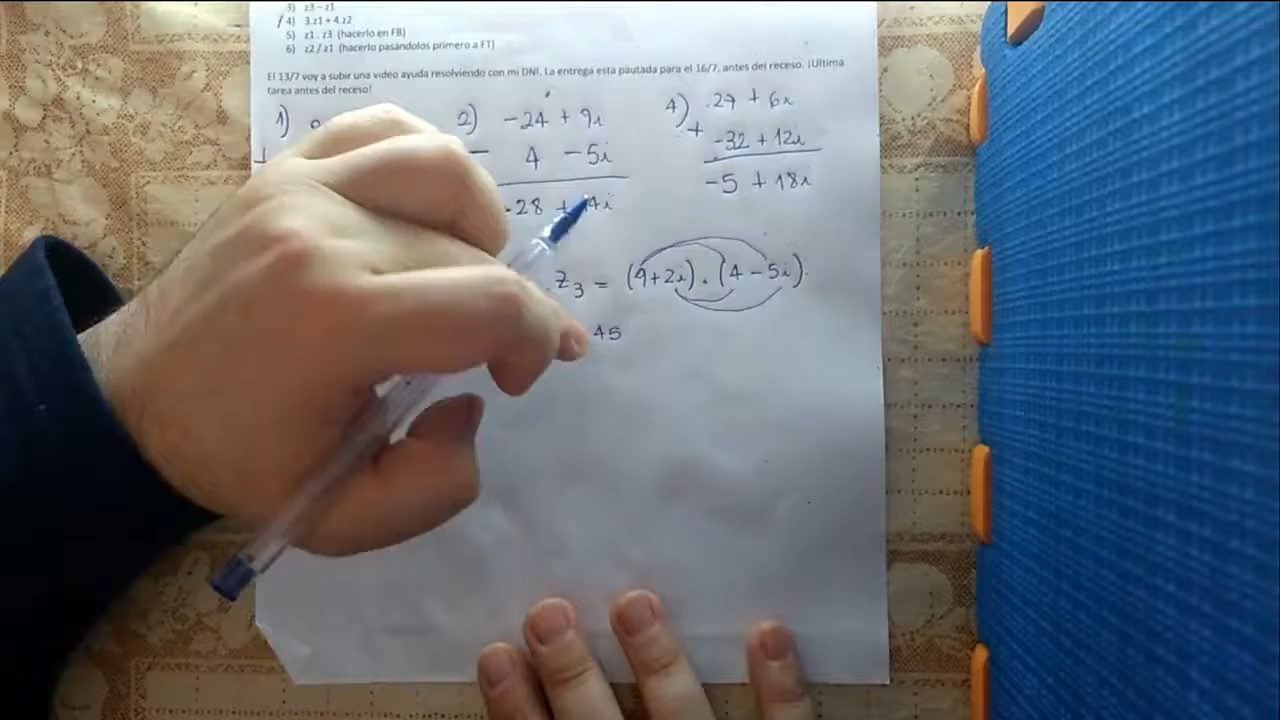 3) z3 – z1
4) 3.z1 + 4.z2
5) z1 . z3 (hacerlo en FB)
6) z2 / z1 (hacerlo pasándolos primero a FT)
El 13/7 voy a subir una video ayuda resolviendo con mi DNI. La entrega esta pautada para el 16/7, antes del receso. ¡Ultima
tarea antes del receso!
1)
2) -24 + 9i
- 4 - 5i
-28 + 14i
4) 27 + 6i
+ -32 + 12i
-5 + 18i
. z3 = (9+2i) . (4 - 5i)
45